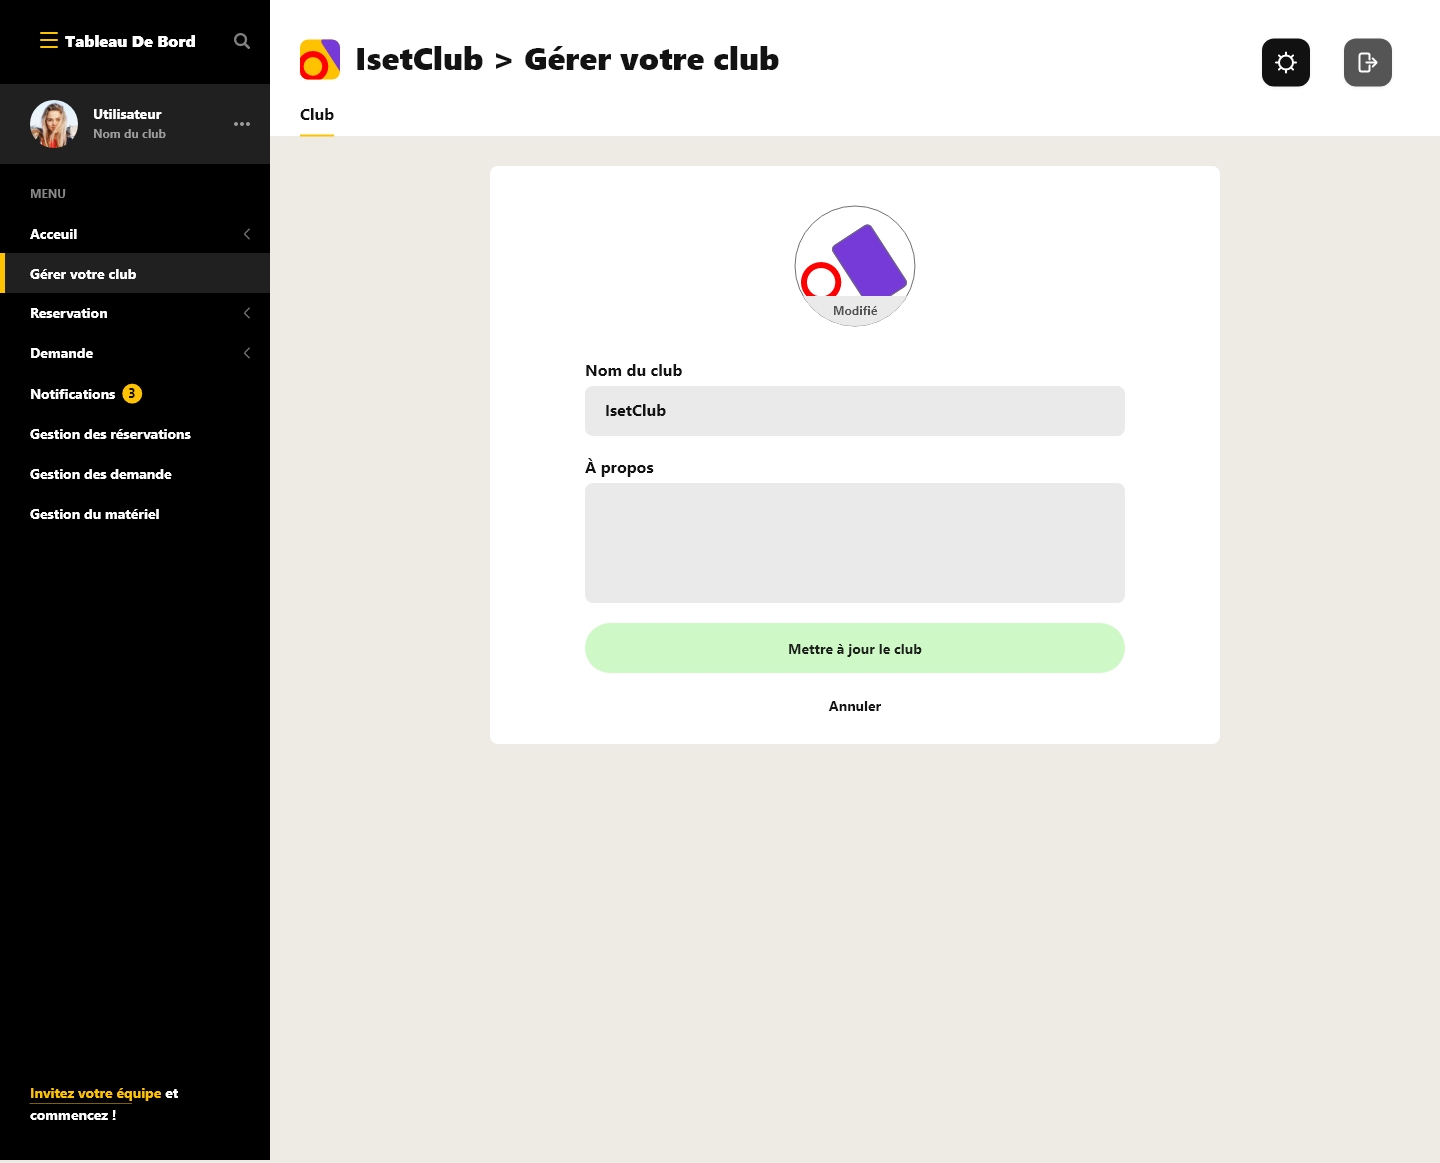 Tableau De Bord
Utilisateur
Nom du club
MENU
Acceuil
Gérer votre club
Reservation
Demande
Notifications 3
Gestion des réservations
Gestion des demande
Gestion du matériel
Invitez votre équipe et
commencez !
IsetClub > Gérer votre club
Club
Modifié
Nom du club
IsetClub
À propos
Mettre à jour le club
Annuler